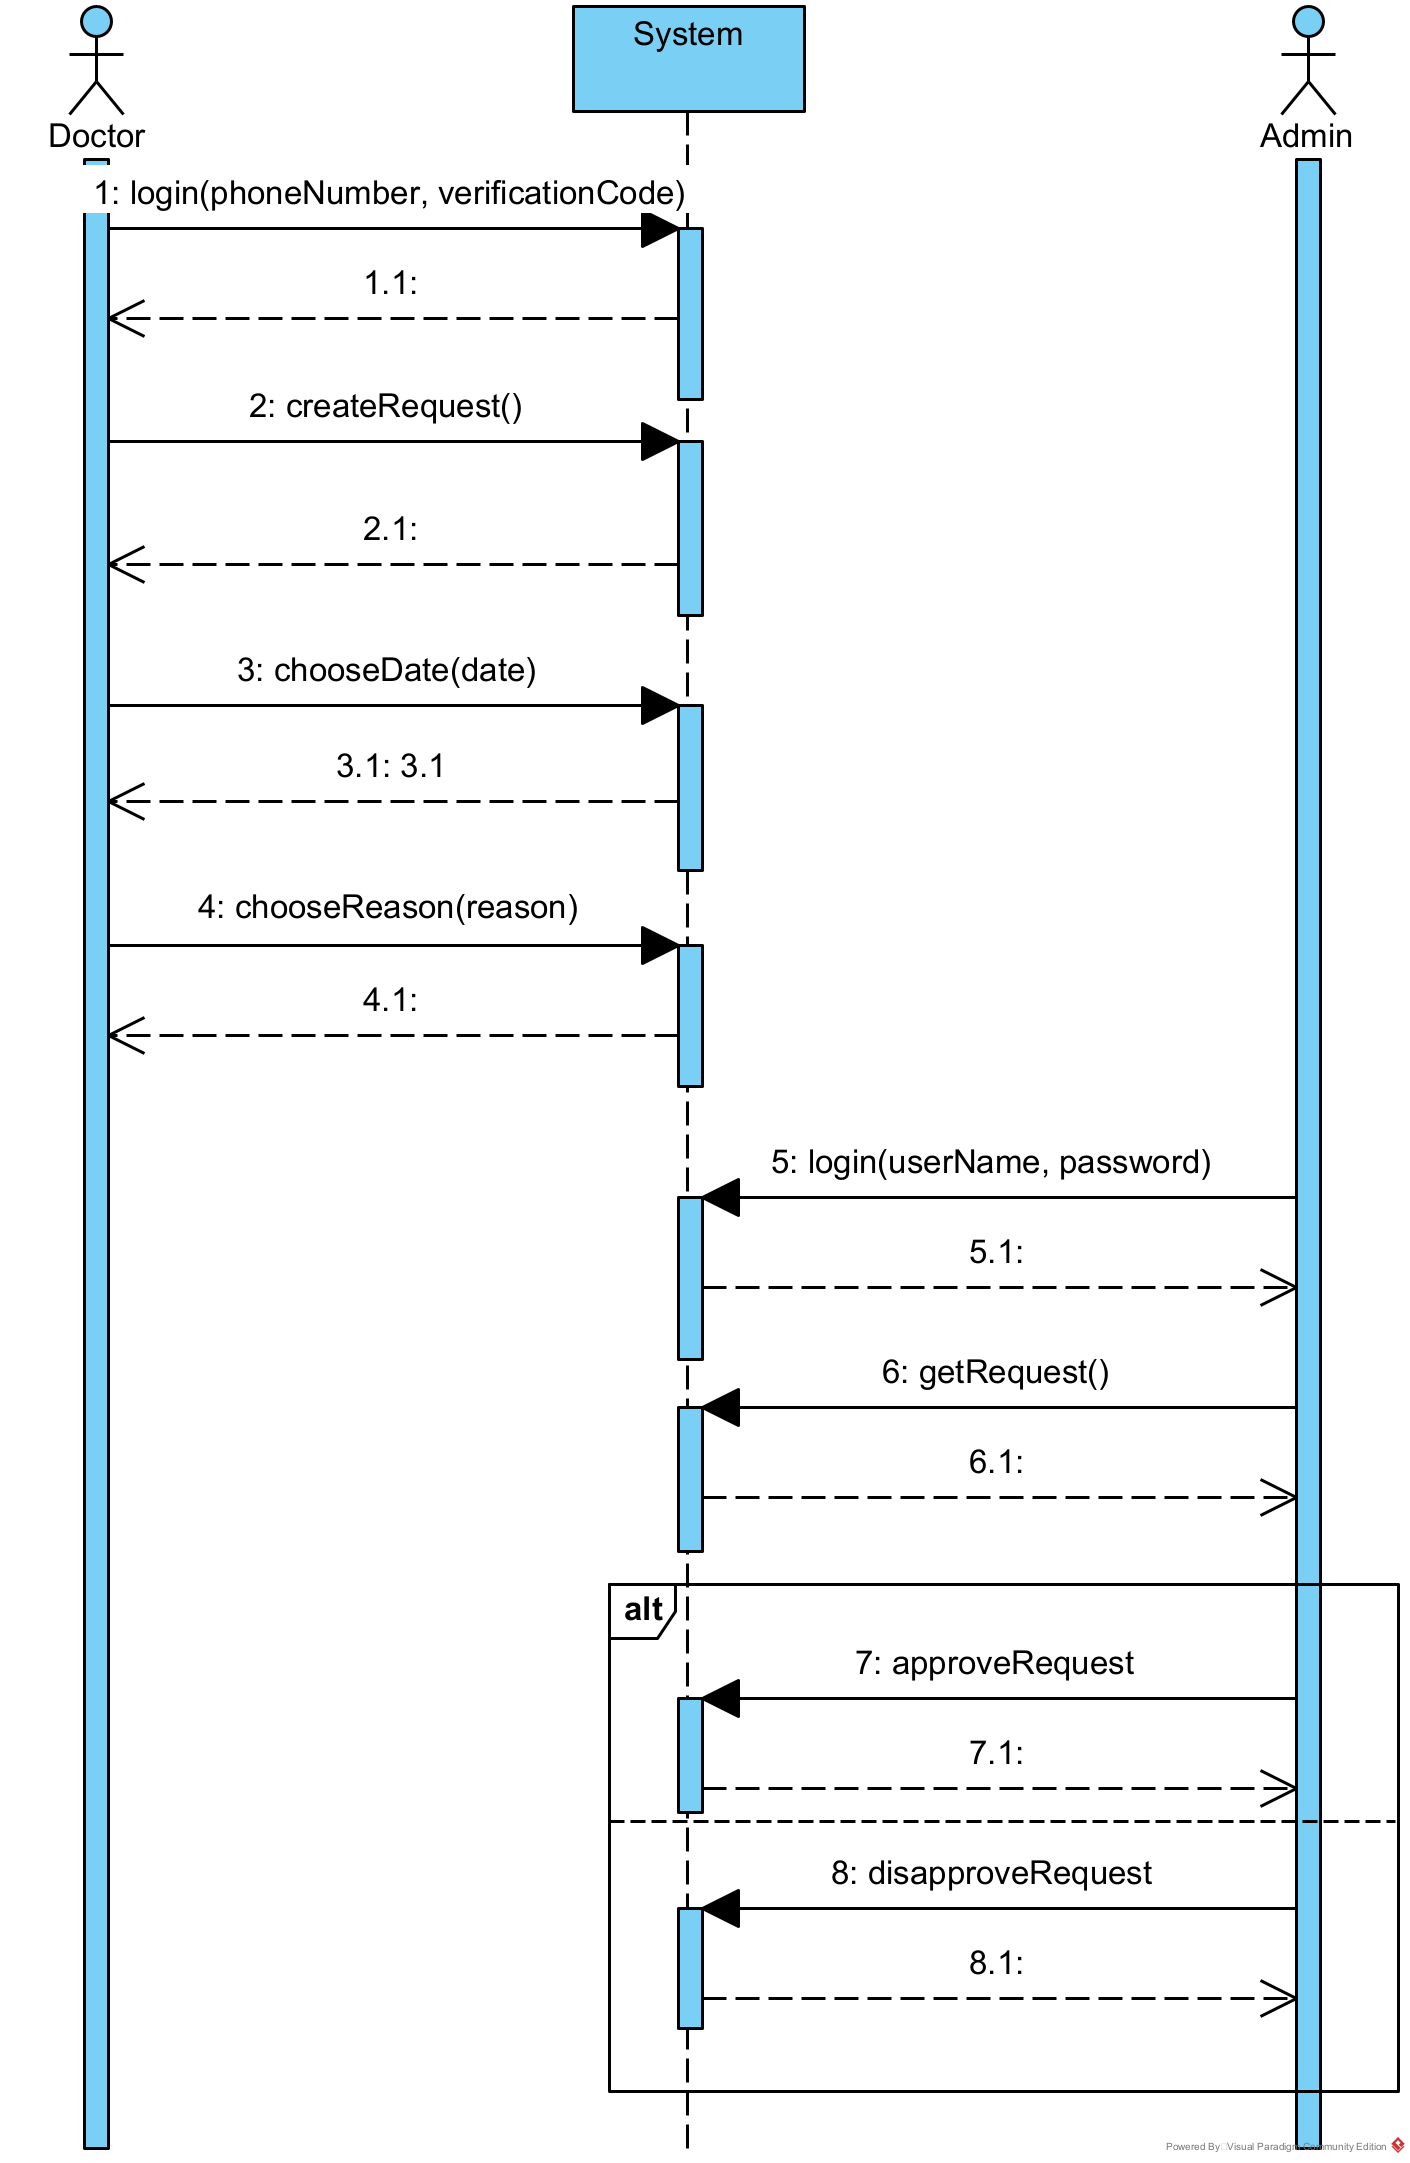 System
Doctor
Admin
1: login(phoneNumber, verificationCode)
1.1:
2: createRequest()
2.1:
3: chooseDate(date)
3.1: 3.1
4: chooseReason(reason)
4.1:
5: login(userName, password)
5.1:
6: getRequest()
6.1:
alt
7: approveRequest
7.1:
8: disapproveRequest
8.1:
Powered By Visual Paradigm Community Edition